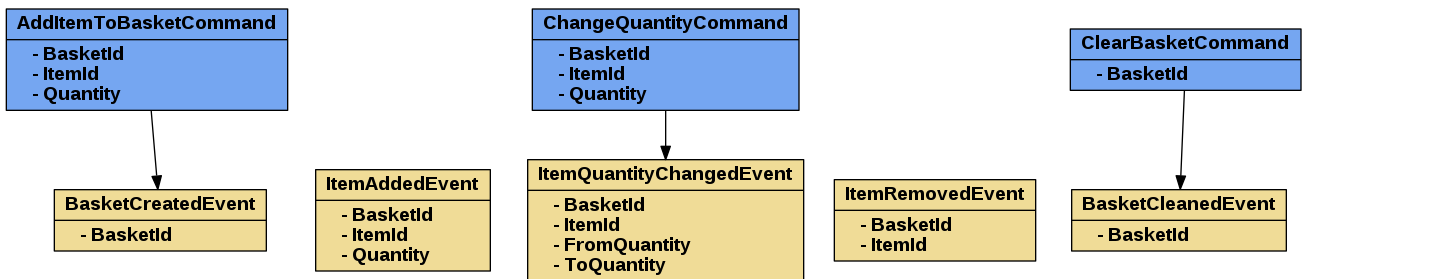 AddItemToBasketCommand
- BasketId
- ItemId
- Quantity
ChangeQuantityCommand
- BasketId
- ItemId
- Quantity
ClearBasketCommand
- BasketId
BasketCreatedEvent
- BasketId
ItemAddedEvent
- BasketId
- ItemId
- Quantity
ItemQuantityChangedEvent
- BasketId
- ItemId
- FromQuantity
- ToQuantity
ItemRemovedEvent
- BasketId
- ItemId
BasketCleanedEvent
- BasketId